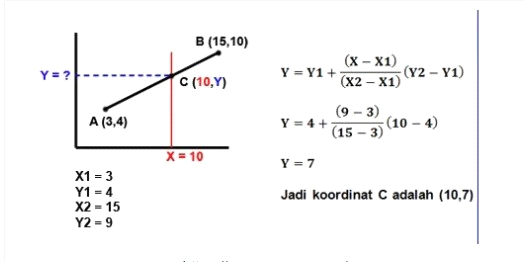 B (15,10)
Y = ?
C (10,Y)
A (3,4)
X = 10
X1 = 3
Y1 = 4
X2 = 15
Y2 = 9
Y = Y1 + (X − X1)/(X2 − X1) (Y2 − Y1)
Y = 4 + (9 − 3)/(15 − 3) (10 − 4)
Y = 7
Jadi koordinat C adalah (10,7)